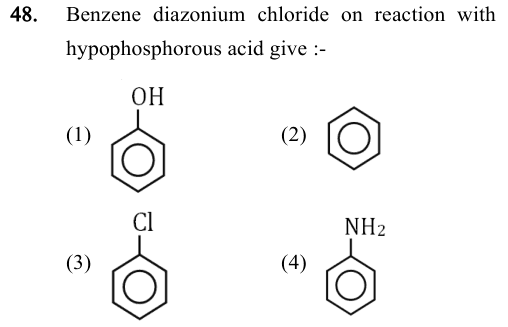 48. Benzene diazonium chloride on reaction with
hypophosphorous acid give :-
OH
(1)
(2)
Cl
(3)
NH2
(4)